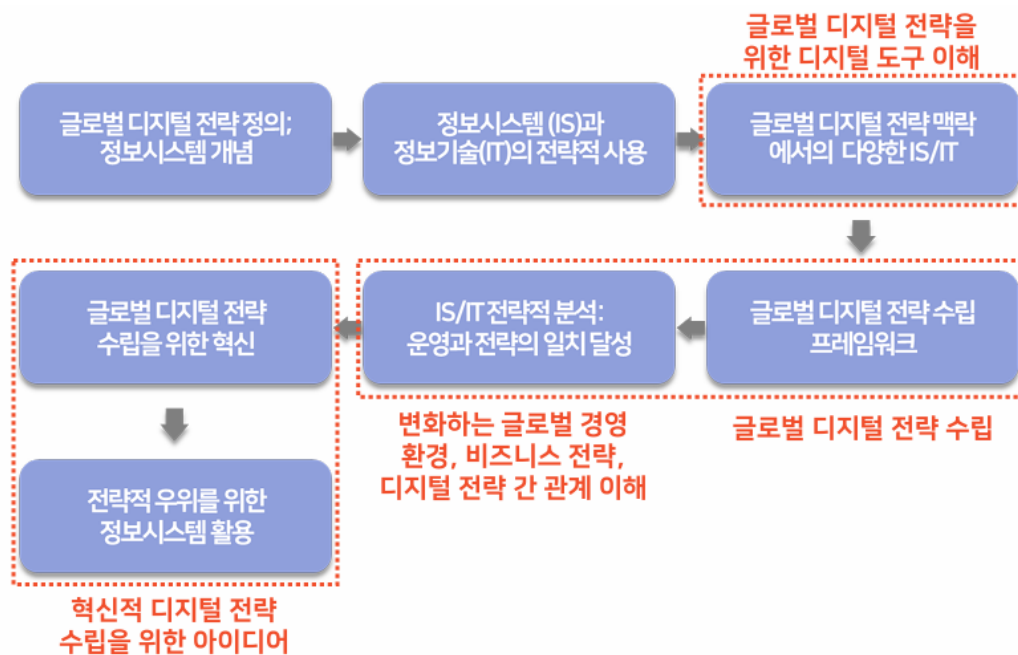 글로벌 디지털 전략을
위한 디지털 도구 이해
글로벌 디지털 전략 정의;
정보시스템 개념
정보시스템 (IS)과
정보기술(IT)의 전략적 사용
글로벌 디지털 전략 맥락
에서의 다양한 IS/IT
글로벌 디지털 전략
수립을 위한 혁신
IS/IT 전략적 분석:
운영과 전략의 일치 달성
글로벌 디지털 전략 수립
프레임워크
변화하는 글로벌 경영
환경, 비즈니스 전략,
디지털 전략 간 관계 이해
글로벌 디지털 전략 수립
전략적 우위를 위한
정보시스템 활용
혁신적 디지털 전략
수립을 위한 아이디어